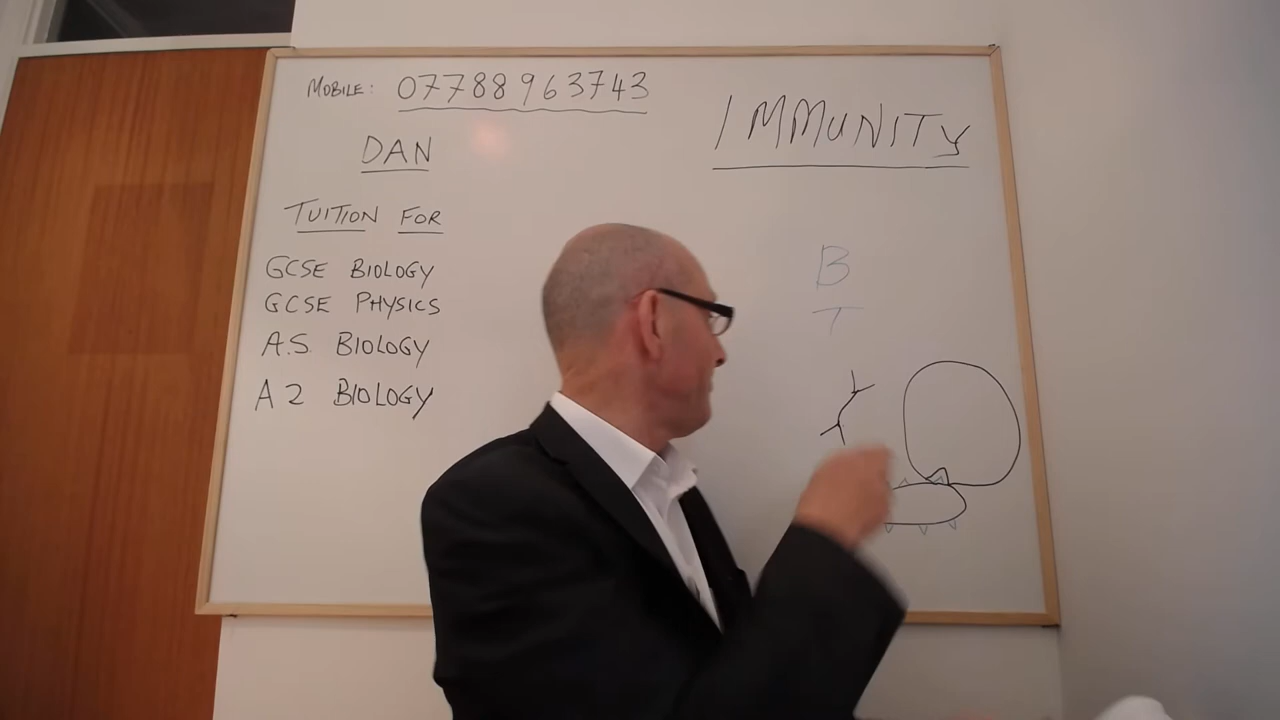 MOBILE: 07788963743
DAN
TUITION FOR
GCSE BIOLOGY
GCSE PHYSICS
A.S. BIOLOGY
A2 BIOLOGY
IMMUNITY
B
T